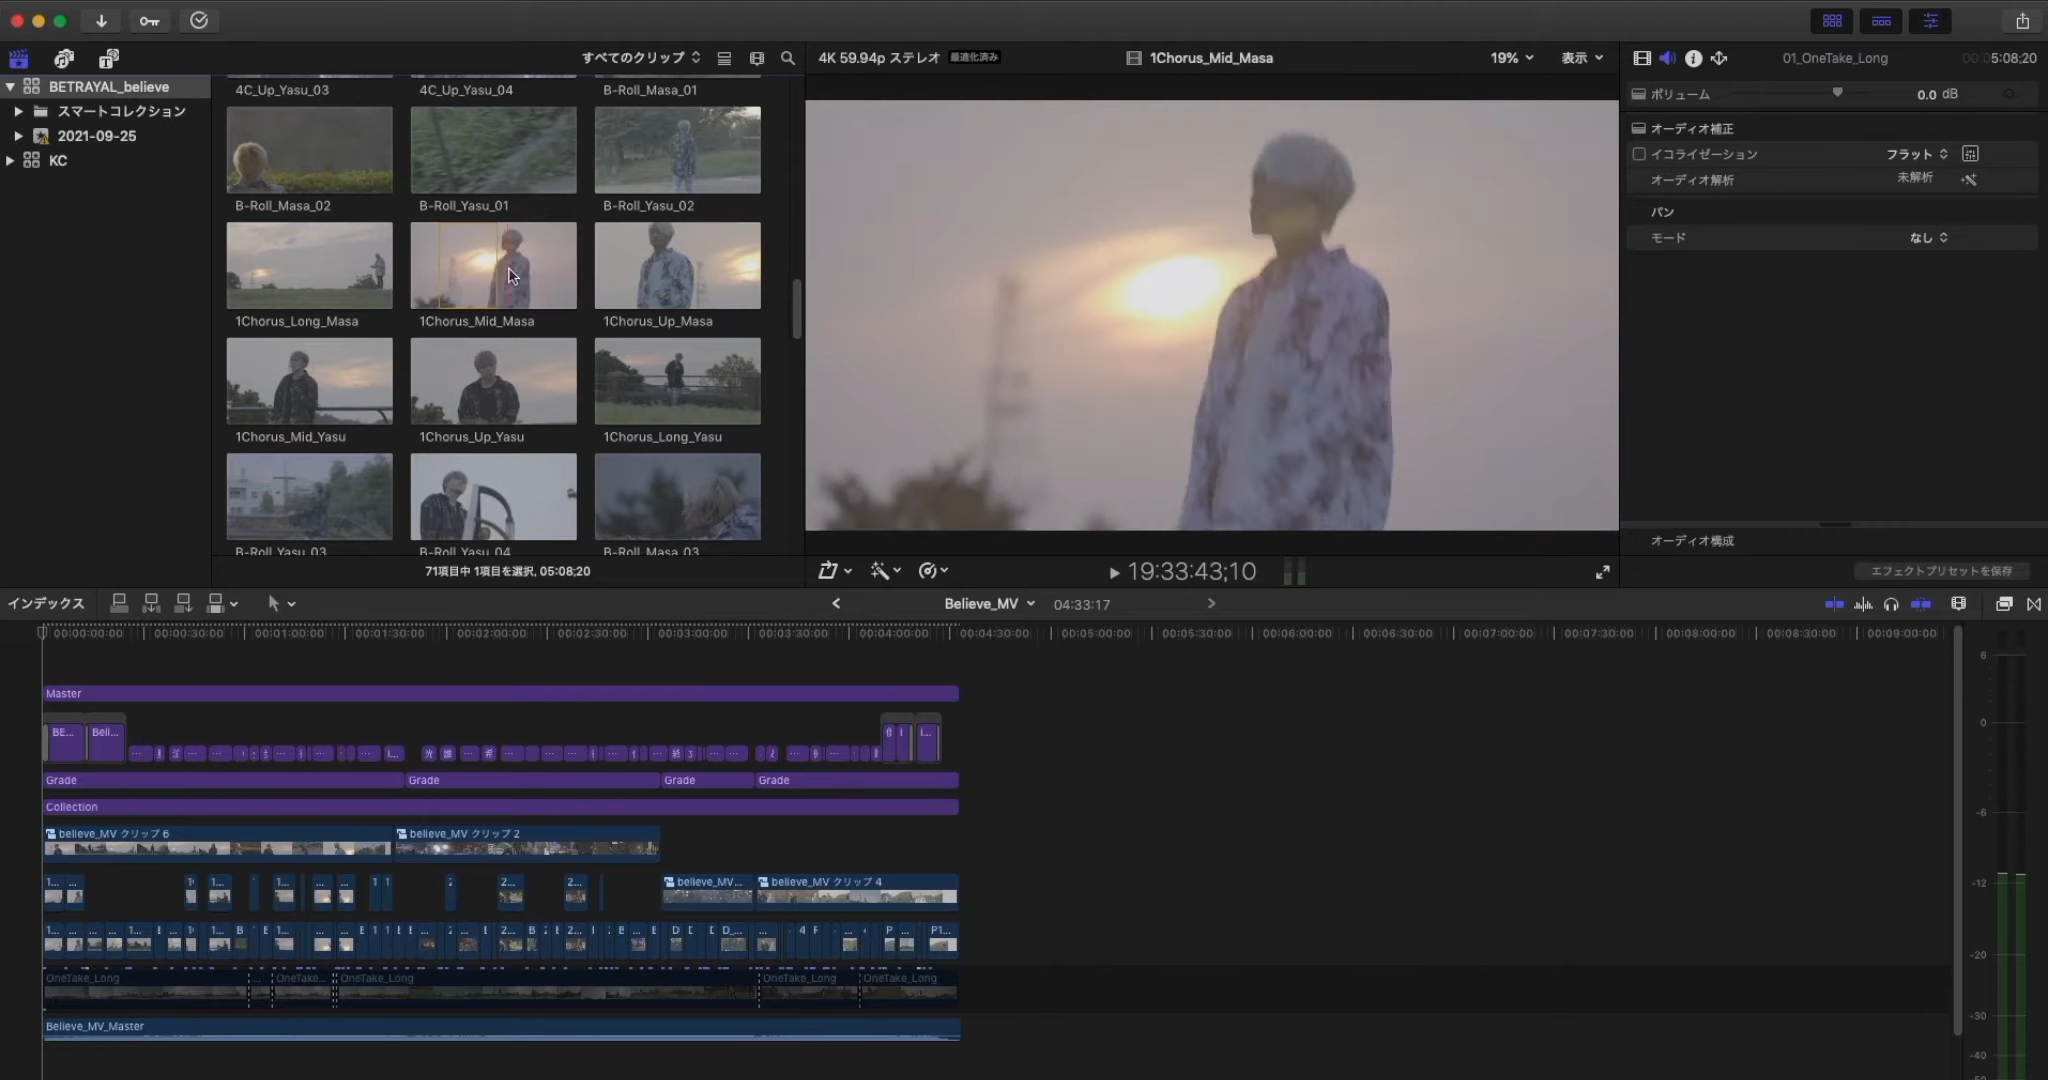 すべてのクリップ
4K 59.94p ステレオ
最適化済み
1Chorus_Mid_Masa
19%
表示
01_OneTake_Long
5:08;20
BETRAYAL_believe
スマートコレクション
2021-09-25
KC
4C_Up_Yasu_03
4C_Up_Yasu_04
B-Roll_Masa_01
B-Roll_Masa_02
B-Roll_Yasu_01
B-Roll_Yasu_02
1Chorus_Long_Masa
1Chorus_Mid_Masa
1Chorus_Up_Masa
1Chorus_Mid_Yasu
1Chorus_Up_Yasu
1Chorus_Long_Yasu
B-Roll_Yasu_03
B-Roll_Yasu_04
B-Roll_Masa_03
71項目中 1項目を選択, 05:08;20
19:33:43;10
ボリューム
0.0 dB
オーディオ補正
イコライゼーション
フラット
オーディオ解析
未解析
パン
モード
なし
オーディオ構成
エフェクトプリセットを保存
インデックス
Believe_MV
04:33:17
00:00:00:00
00:00:30:00
00:01:00:00
00:01:30:00
00:02:00:00
00:02:30:00
00:03:00:00
00:03:30:00
00:04:00:00
00:04:30:00
00:05:00:00
00:05:30:00
00:06:00:00
00:06:30:00
00:07:00:00
00:07:30:00
00:08:00:00
00:08:30:00
00:09:00:00
Master
BE...
Beli...
Grade
Grade
Grade
Grade
Collection
believe_MV クリップ 6
believe_MV クリップ 2
believe_MV...
believe_MV クリップ 4
OneTake_Long
OneTake...
OneTake_Long
OneTake_Long
OneTake_Long
Believe_MV_Master
6
0
-6
-12
-20
-30
-40